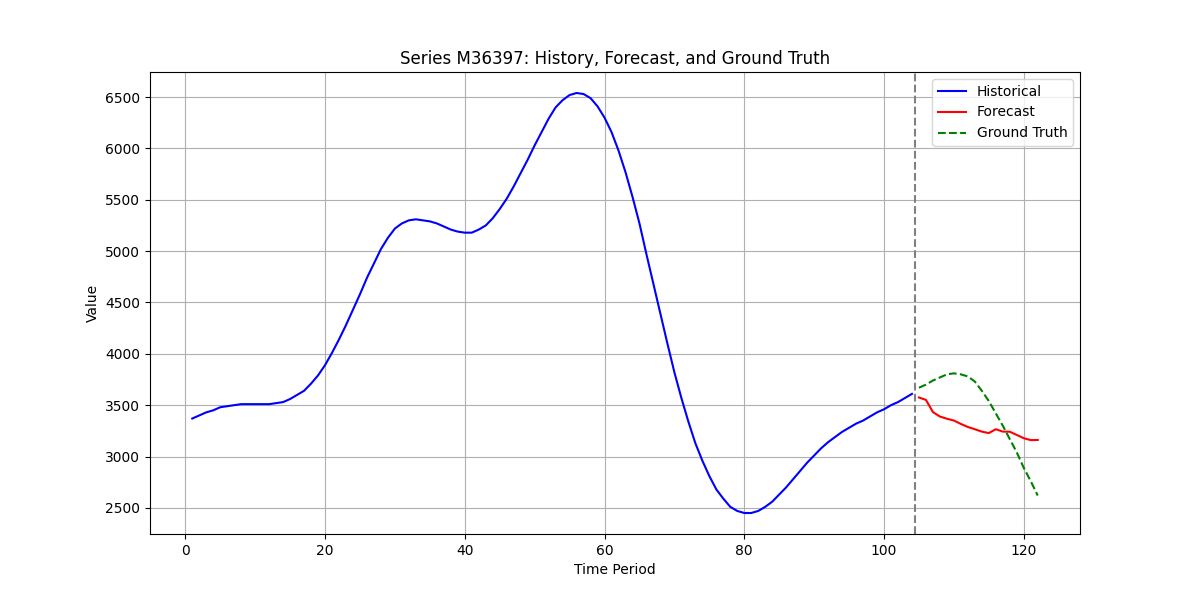 Series M36397: History, Forecast, and Ground Truth
Historical
Forecast
Ground Truth
6500
6000
5500
5000
4500
4000
3500
3000
2500
Value
0 20 40 60 80 100 120
Time Period